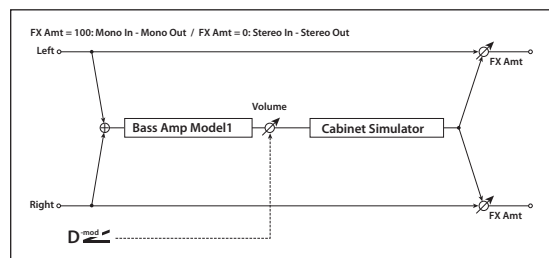 FX Amt = 100: Mono In - Mono Out / FX Amt = 0: Stereo In - Stereo Out
Left
FX Amt
Volume
Bass Amp Model1
Cabinet Simulator
Right
FX Amt
D-mod